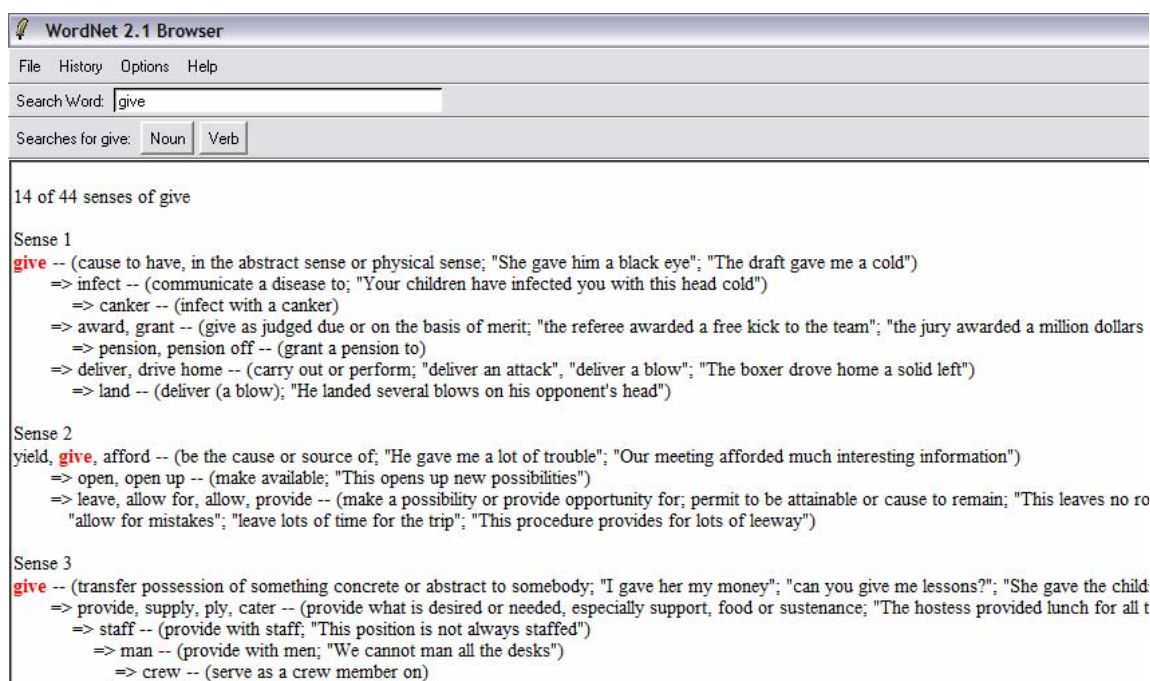 WordNet 2.1 Browser
File History Options Help
Search Word: give
Searches for give: Noun Verb
14 of 44 senses of give
Sense 1
give -- (cause to have, in the abstract sense or physical sense; "She gave him a black eye"; "The draft gave me a cold")
=> infect -- (communicate a disease to; "Your children have infected you with this head cold")
=> canker -- (infect with a canker)
=> award, grant -- (give as judged due or on the basis of merit; "the referee awarded a free kick to the team"; "the jury awarded a million dollars
=> pension, pension off -- (grant a pension to)
=> deliver, drive home -- (carry out or perform; "deliver an attack", "deliver a blow"; "The boxer drove home a solid left")
=> land -- (deliver (a blow); "He landed several blows on his opponent's head")
Sense 2
yield, give, afford -- (be the cause or source of; "He gave me a lot of trouble"; "Our meeting afforded much interesting information")
=> open, open up -- (make available; "This opens up new possibilities")
=> leave, allow for, allow, provide -- (make a possibility or provide opportunity for; permit to be attainable or cause to remain; "This leaves no ro
"allow for mistakes"; "leave lots of time for the trip"; "This procedure provides for lots of leeway")
Sense 3
give -- (transfer possession of something concrete or abstract to somebody; "I gave her my money"; "can you give me lessons?"; "She gave the child
=> provide, supply, ply, cater -- (provide what is desired or needed, especially support, food or sustenance; "The hostess provided lunch for all t
=> staff -- (provide with staff; "This position is not always staffed")
=> man -- (provide with men; "We cannot man all the desks")
=> crew -- (serve as a crew member on)